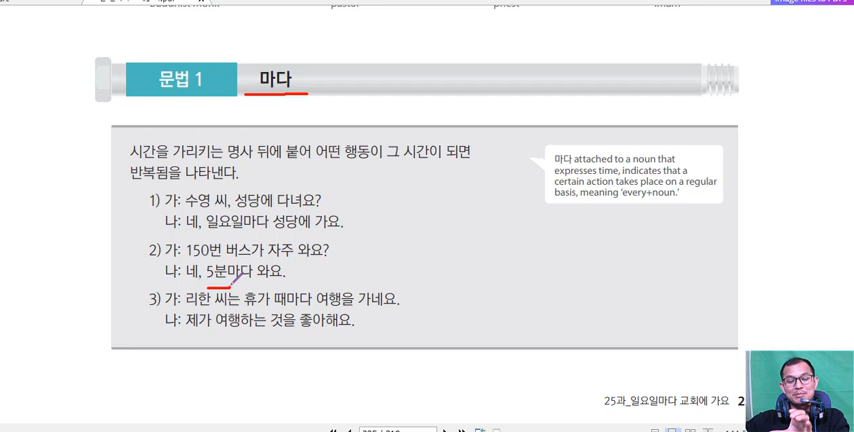 문법 1 마다
시간을 가리키는 명사 뒤에 붙어 어떤 행동이 그 시간이 되면
반복됨을 나타낸다.
마다 attached to a noun that
expresses time, indicates that a
certain action takes place on a regular
basis, meaning ‘every+noun.’
1) 가: 수영 씨, 성당에 다녀요?
나: 네, 일요일마다 성당에 가요.
2) 가: 150번 버스가 자주 와요?
나: 네, 5분마다 와요.
3) 가: 리한 씨는 휴가 때마다 여행을 가네요.
나: 제가 여행하는 것을 좋아해요.
25과_일요일마다 교회에 가요 2